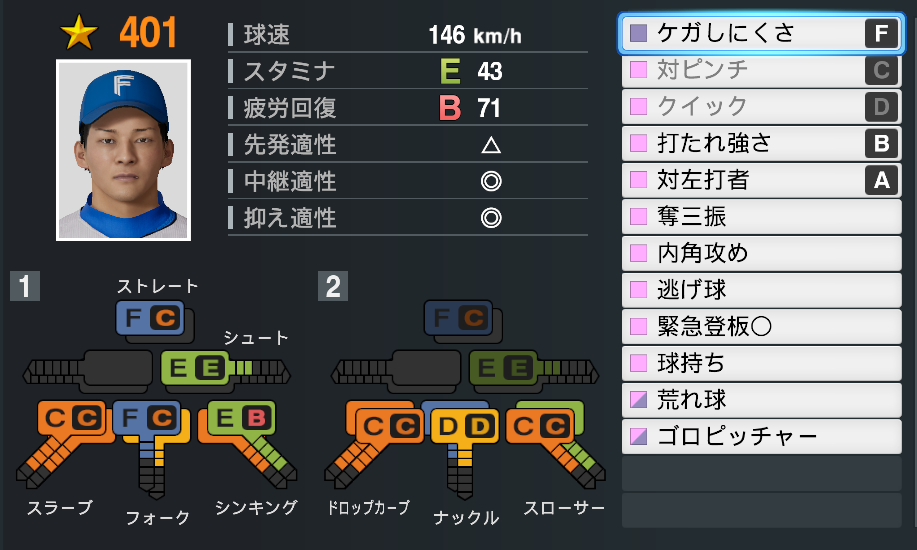 401
球速 146 km/h
スタミナ E 43
疲労回復 B 71
先発適性 △
中継適性 ◎
抑え適性 ◎
F
1
ストレート
F C
シュート
E E
C C
F C
E B
スラーブ
フォーク
シンキング
2
F C
E E
C C
D D
C C
ドロップカーブ
ナックル
スローサー
ケガしにくさ F
対ピンチ C
クイック D
打たれ強さ B
対左打者 A
奪三振
内角攻め
逃げ球
緊急登板○
球持ち
荒れ球
ゴロピッチャー